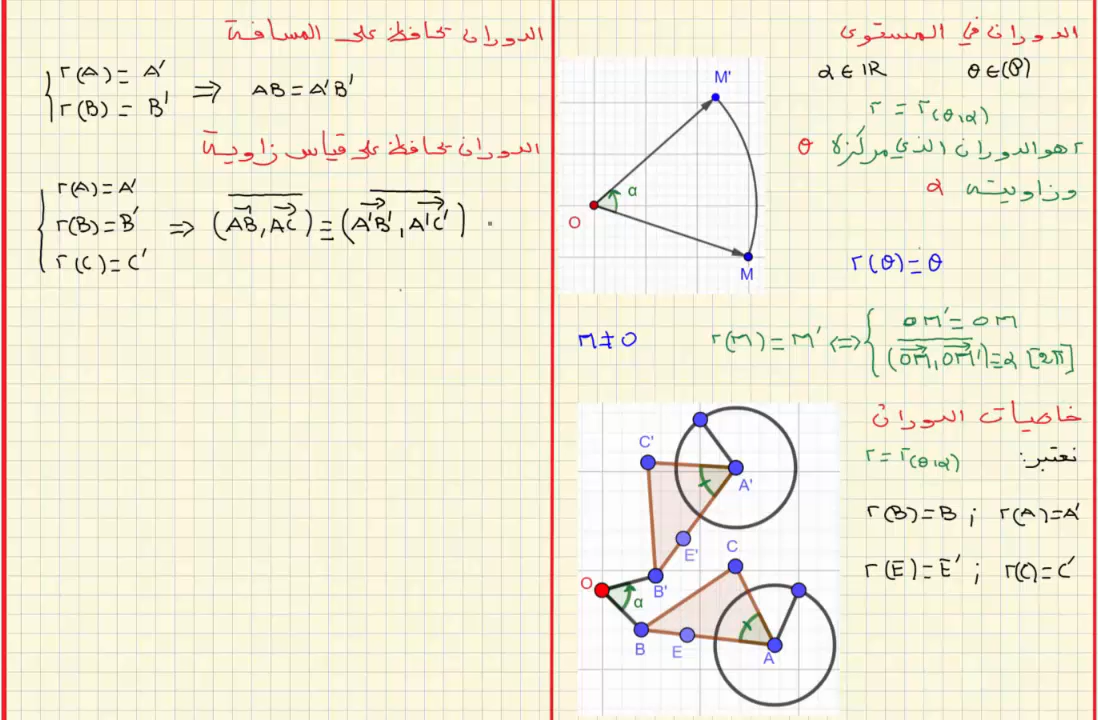 الدوران في المستوى
α ∈ ℝ θ ∈ (P)
r = r(θ,α)
r هو الدوران الذي مركزه θ
وزاويته α
r(θ) = θ
M'
α
O
M
M ≠ O r(M) = M' ⇔ { OM' = OM
(OM⃗, OM'⃗) ≡ α [2π]
خاصيات الدوران
نعتبر: r = r(θ,α)
r(B) = B ; r(A) = A'
r(E) = E' ; r(C) = C'
C'
A'
E'
C
O
B'
α
B
E
A
الدوران يحافظ على المسافة
{ r(A) = A'
r(B) = B' ⇒ AB = A'B'
الدوران يحافظ على قياس زاوية
{ r(A) = A'
r(B) = B' ⇒ (AB⃗, AC⃗) ≡ (A'B'⃗, A'C'⃗)
r(C) = C'